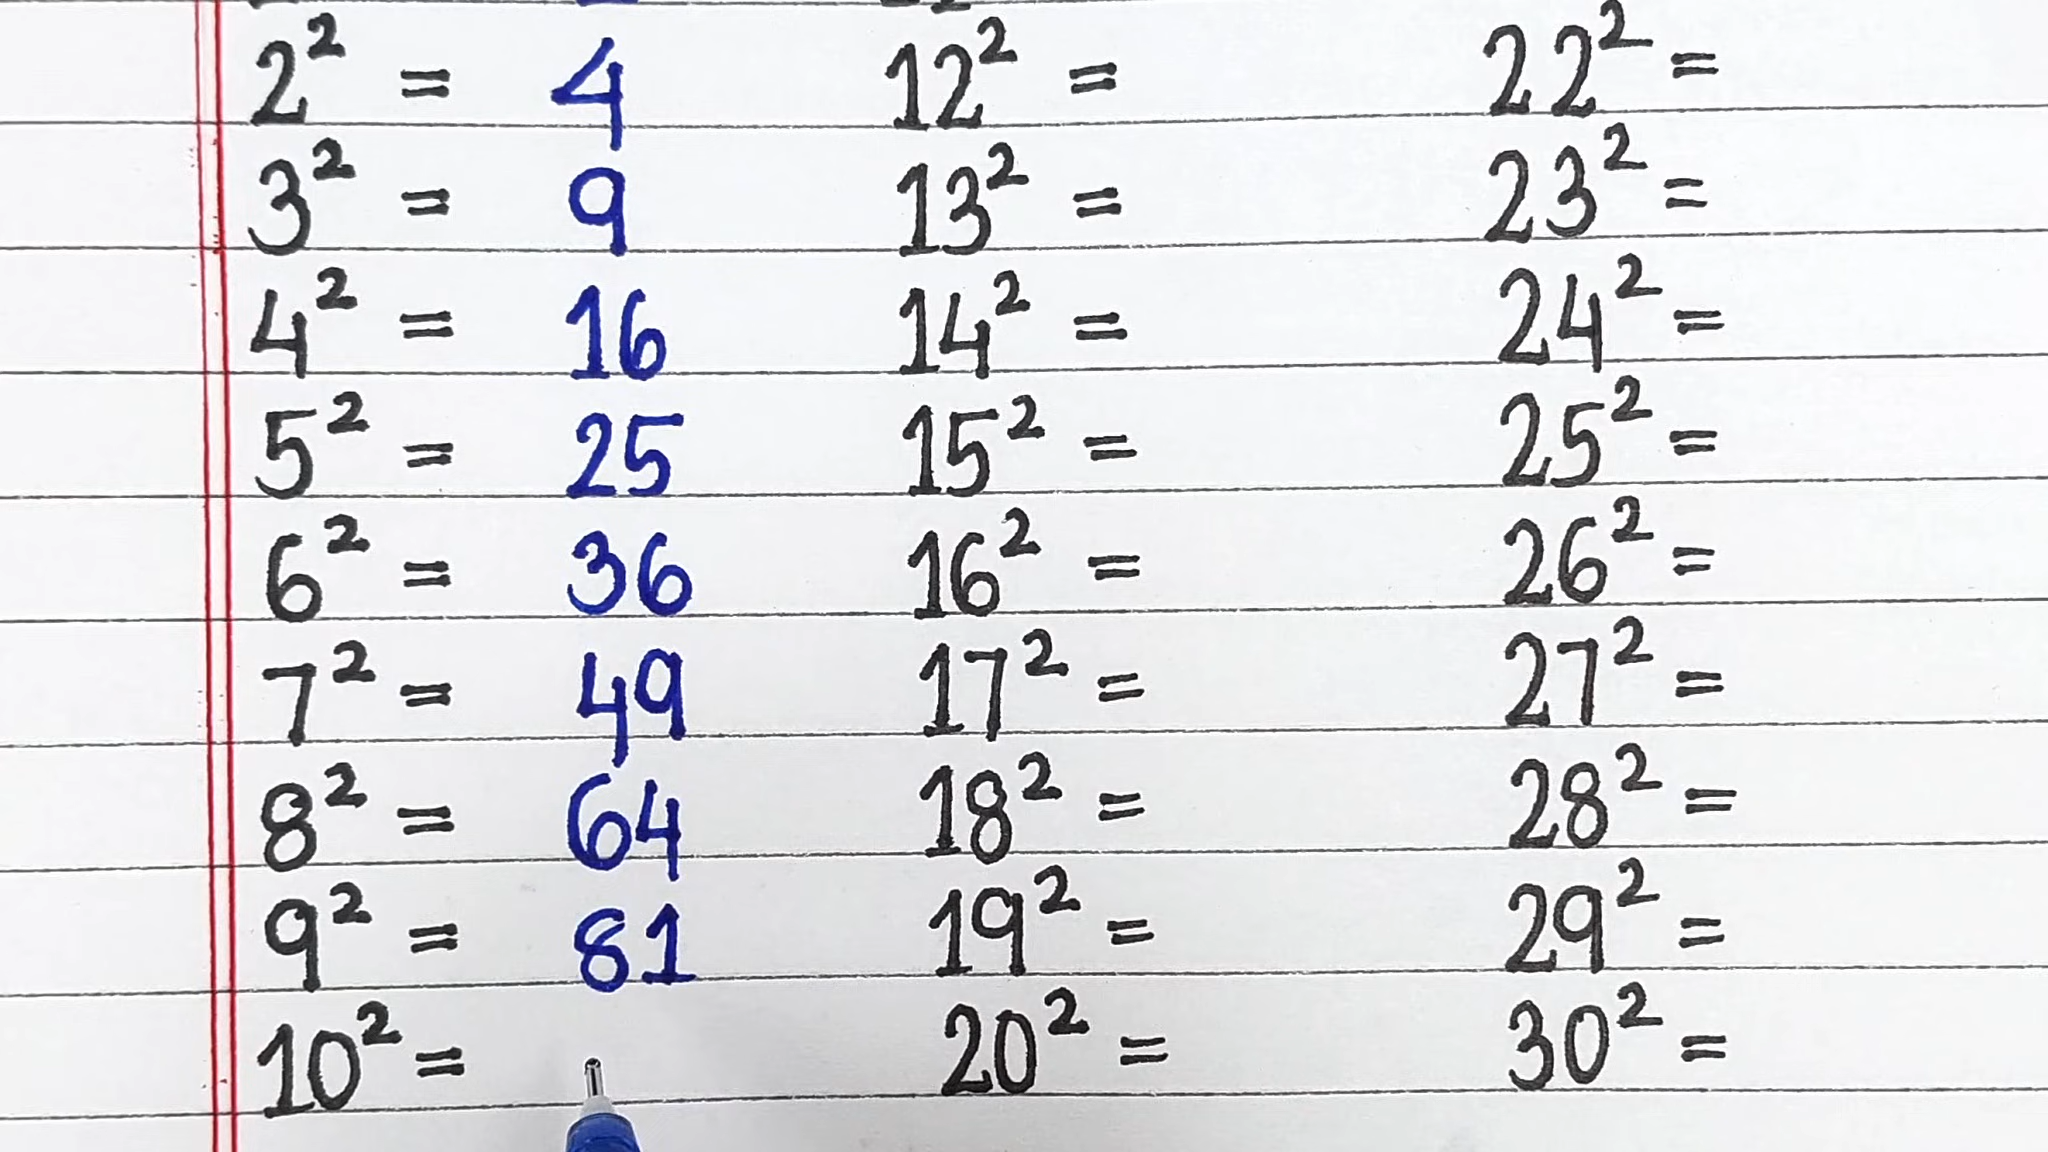 2² = 4 12² = 22² =
3² = 9 13² = 23² =
4² = 16 14² = 24² =
5² = 25 15² = 25² =
6² = 36 16² = 26² =
7² = 49 17² = 27² =
8² = 64 18² = 28² =
9² = 81 19² = 29² =
10² = 20² = 30² =